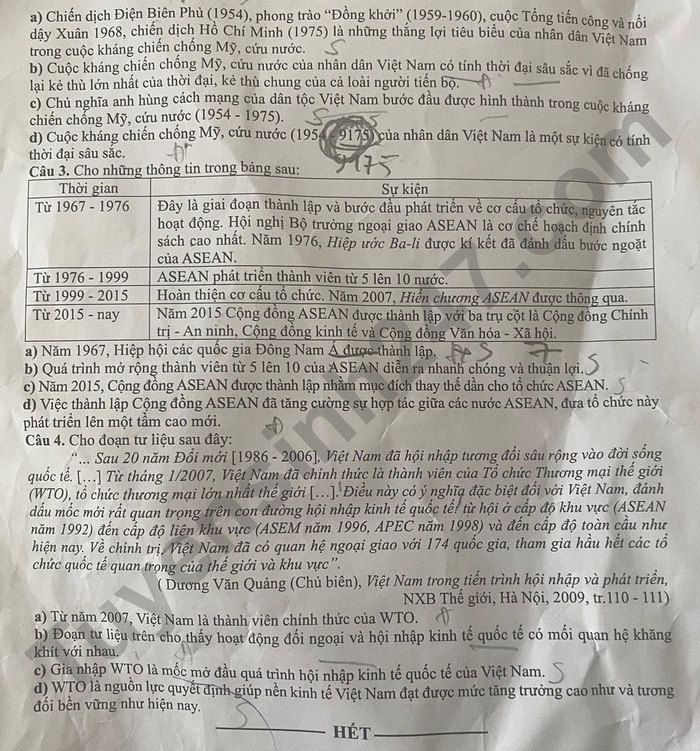 a) Chiến dịch Điện Biên Phủ (1954), phong trào “Đồng khởi” (1959-1960), cuộc Tổng tiến công và nổi
dậy Xuân 1968, chiến dịch Hồ Chí Minh (1975) là những thắng lợi tiêu biểu của nhân dân Việt Nam
trong cuộc kháng chiến chống Mỹ, cứu nước. S
b) Cuộc kháng chiến chống Mỹ, cứu nước của nhân dân Việt Nam có tính thời đại sâu sắc vì đã chống
lại kẻ thù lớn nhất của thời đại, kẻ thù chung của cả loài người tiến bộ. Đ
c) Chủ nghĩa anh hùng cách mạng của dân tộc Việt Nam bước đầu được hình thành trong cuộc kháng
chiến chống Mỹ, cứu nước (1954 - 1975). S
d) Cuộc kháng chiến chống Mỹ, cứu nước (1954 - 9175) của nhân dân Việt Nam là một sự kiện có tính
thời đại sâu sắc. Đ
Câu 3. Cho những thông tin trong bảng sau:
Thời gian Sự kiện
Từ 1967 - 1976 Đây là giai đoạn thành lập và bước đầu phát triển về cơ cấu tổ chức, nguyên tắc
hoạt động. Hội nghị Bộ trưởng ngoại giao ASEAN là cơ chế hoạch định chính
sách cao nhất. Năm 1976, Hiệp ước Ba-li được kí kết đã đánh dấu bước ngoặt
của ASEAN.
Từ 1976 - 1999 ASEAN phát triển thành viên từ 5 lên 10 nước.
Từ 1999 - 2015 Hoàn thiện cơ cấu tổ chức. Năm 2007, Hiến chương ASEAN được thông qua.
Từ 2015 - nay Năm 2015 Cộng đồng ASEAN được thành lập với ba trụ cột là Cộng đồng Chính
trị - An ninh, Cộng đồng kinh tế và Cộng đồng Văn hóa - Xã hội.
a) Năm 1967, Hiệp hội các quốc gia Đông Nam Á được thành lập.
b) Quá trình mở rộng thành viên từ 5 lên 10 của ASEAN diễn ra nhanh chóng và thuận lợi. S
c) Năm 2015, Cộng đồng ASEAN được thành lập nhằm mục đích thay thế dần cho tổ chức ASEAN. S
d) Việc thành lập Cộng đồng ASEAN đã tăng cường sự hợp tác giữa các nước ASEAN, đưa tổ chức này
phát triển lên một tầm cao mới. Đ
Câu 4. Cho đoạn tư liệu sau đây:
“... Sau 20 năm Đổi mới [1986 - 2006], Việt Nam đã hội nhập tương đối sâu rộng vào đời sống
quốc tế. [...] Từ tháng 1/2007, Việt Nam đã chính thức là thành viên của Tổ chức Thương mại thế giới
(WTO), tổ chức thương mại lớn nhất thế giới [...]. Điều này có ý nghĩa đặc biệt đối với Việt Nam, đánh
dấu mốc mới rất quan trọng trên con đường hội nhập kinh tế quốc tế, từ hội ở cấp độ khu vực (ASEAN
năm 1992) đến cấp độ liên khu vực (ASEM năm 1996, APEC năm 1998) và đến cấp độ toàn cầu như
hiện nay. Về chính trị, Việt Nam đã có quan hệ ngoại giao với 174 quốc gia, tham gia hầu hết các tổ
chức quốc tế quan trọng của thế giới và khu vực”.
( Dương Văn Quảng (Chủ biên), Việt Nam trong tiến trình hội nhập và phát triển,
NXB Thế giới, Hà Nội, 2009, tr.110 - 111)
a) Từ năm 2007, Việt Nam là thành viên chính thức của WTO.
b) Đoạn tư liệu trên cho thấy hoạt động đối ngoại và hội nhập kinh tế quốc tế có mối quan hệ khăng
khít với nhau.
c) Gia nhập WTO là mốc mở đầu quá trình hội nhập kinh tế quốc tế của Việt Nam. S
d) WTO là nguồn lực quyết định giúp nền kinh tế Việt Nam đạt được mức tăng trưởng cao như và tương
đối bền vững như hiện nay. S
HẾT
Tuyensinh247.com